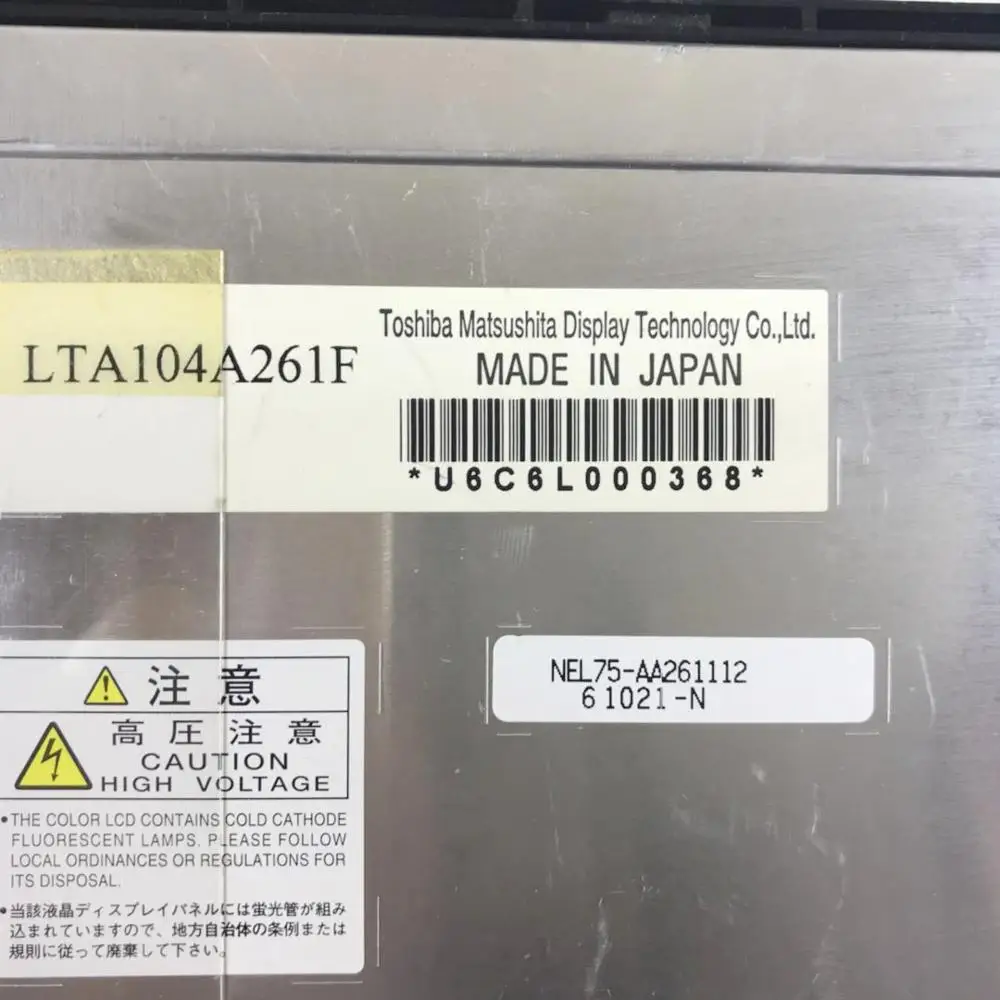 LTA104A261F
Toshiba Matsushita Display Technology Co.,Ltd.
MADE IN JAPAN
*U6C6L000368*
NEL75-AA261112
61021-N
注意
高圧注意
CAUTION
HIGH VOLTAGE
•THE COLOR LCD CONTAINS COLD CATHODE
FLUORESCENT LAMPS. PLEASE FOLLOW
LOCAL ORDINANCES OR REGULATIONS FOR
ITS DISPOSAL.
•当該液晶ディスプレイパネルには蛍光管が組み
込まれていますので、地方自治体の条例または
規則に従って廃棄して下さい。